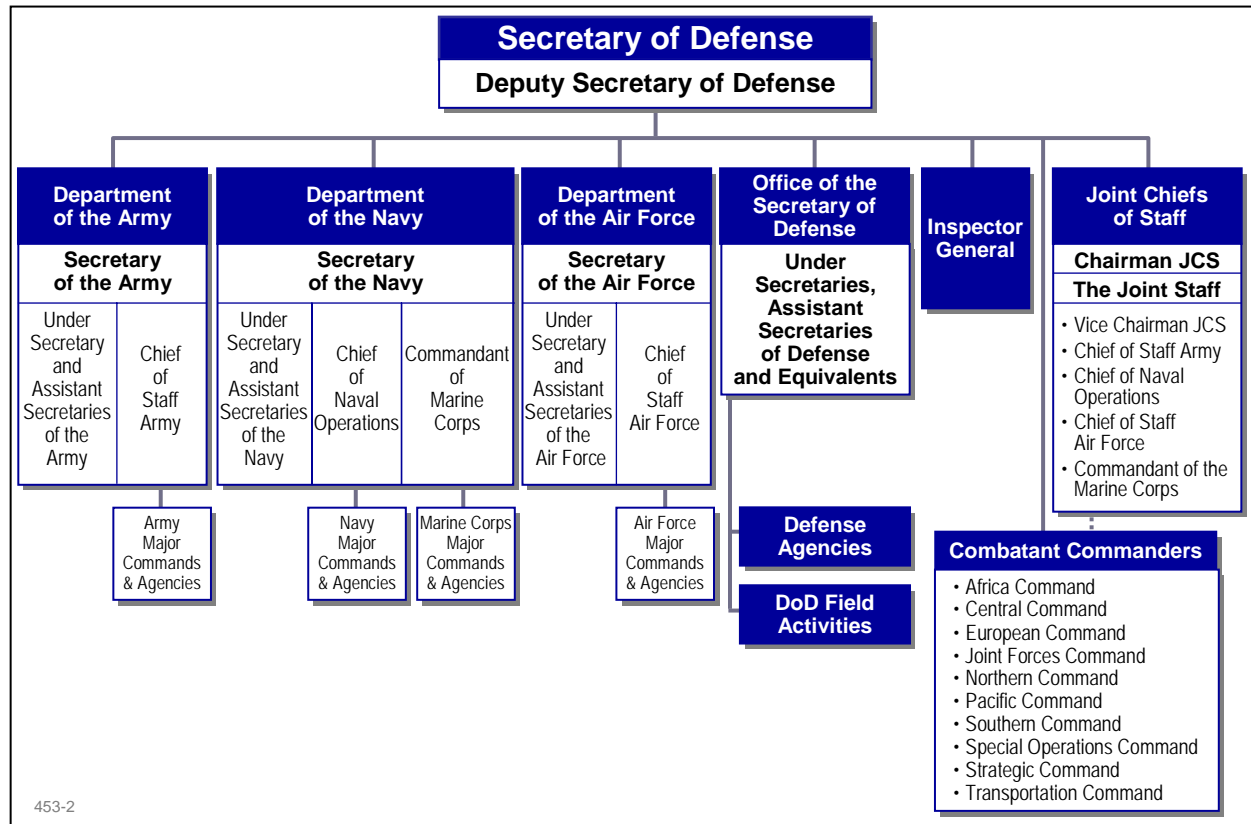 Secretary of Defense
Deputy Secretary of Defense
Department
of the Army
Secretary
of the Army
Under
Secretary
and
Assistant
Secretaries
of the
Army
Chief
of
Staff
Army
Army
Major
Commands
& Agencies
Department
of the Navy
Secretary
of the Navy
Under
Secretary
and
Assistant
Secretaries
of the
Navy
Chief
of
Naval
Operations
Commandant
of
Marine
Corps
Navy
Major
Commands
& Agencies
Marine Corps
Major
Commands
& Agencies
Department
of the Air Force
Secretary
of the Air Force
Under
Secretary
and
Assistant
Secretaries
of the
Air Force
Chief
of
Staff
Air Force
Air Force
Major
Commands
& Agencies
Office of the
Secretary of
Defense
Under
Secretaries,
Assistant
Secretaries
of Defense
and Equivalents
Defense
Agencies
DoD Field
Activities
Inspector
General
Joint Chiefs
of Staff
Chairman JCS
The Joint Staff
• Vice Chairman JCS
• Chief of Staff Army
• Chief of Naval
Operations
• Chief of Staff
Air Force
• Commandant of the
Marine Corps
Combatant Commanders
• Africa Command
• Central Command
• European Command
• Joint Forces Command
• Northern Command
• Pacific Command
• Southern Command
• Special Operations Command
• Strategic Command
• Transportation Command
453-2